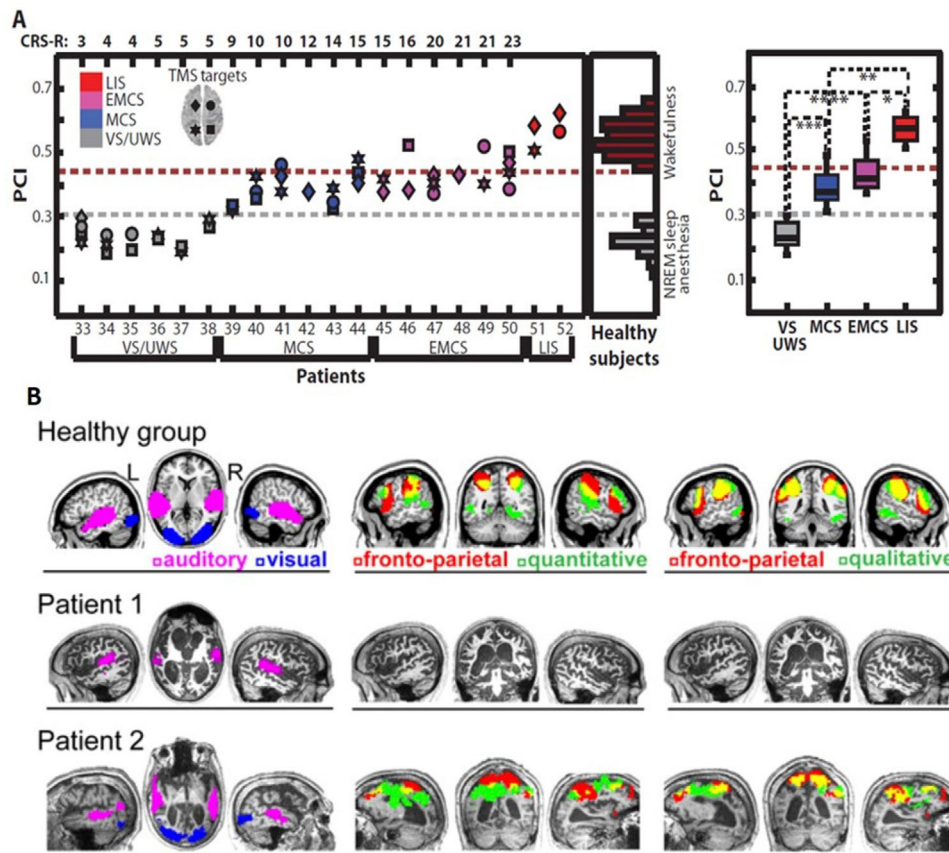 A
CRS-R: 3 4 4 5 5 5 9 10 10 12 14 15 15 16 20 21 21 23
TMS targets
LIS
EMCS
MCS
VS/UWS
PCI
0.7
0.5
0.3
0.1
33 34 35 36 37 38 39 40 41 42 43 44 45 46 47 48 49 50 51 52
VS/UWS MCS EMCS LIS
Patients
Wakefulness
NREM sleep
anesthesia
Healthy
subjects
PCI
0.7
0.5
0.3
0.1
**
****
*
***
VS
UWS
MCS
EMCS
LIS
B
Healthy group
L R
auditory visual
fronto-parietal quantitative
fronto-parietal qualitative
Patient 1
Patient 2